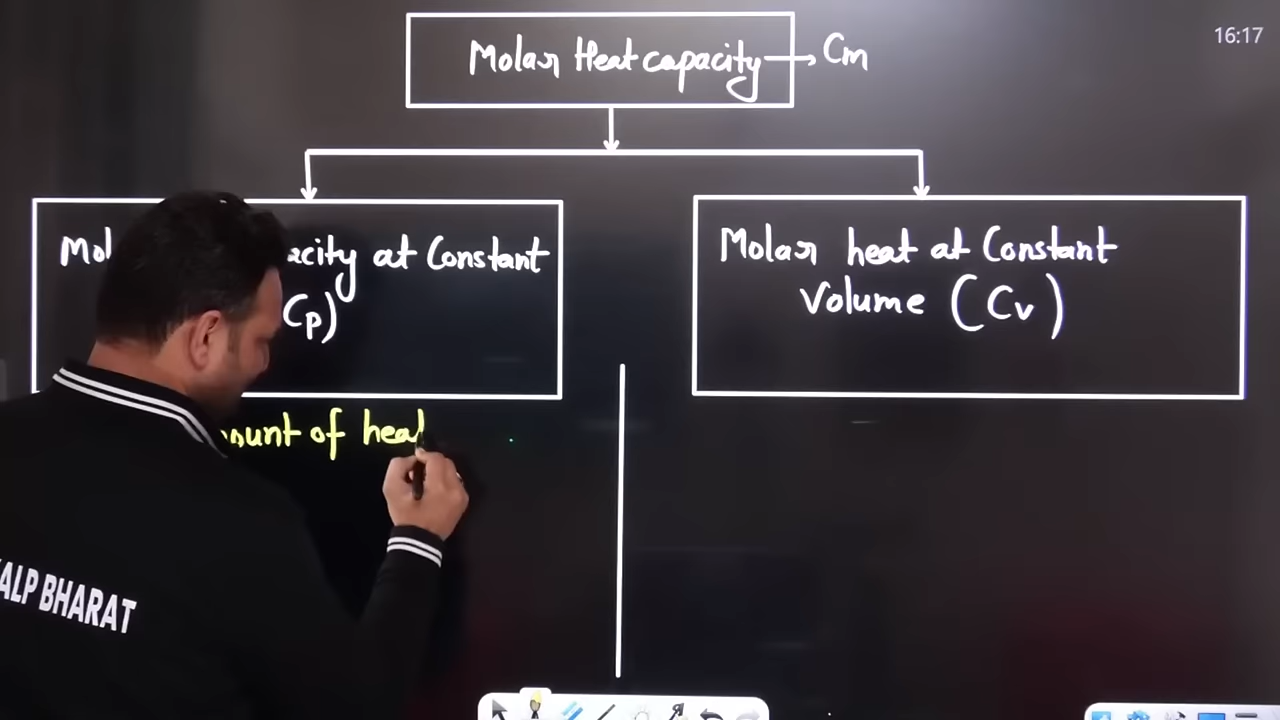 16:17
Molar Heat capacity → Cm
acity at Constant
Cp)
Molar heat at Constant
Volume (Cv)
ount of heat
ALP BHARAT